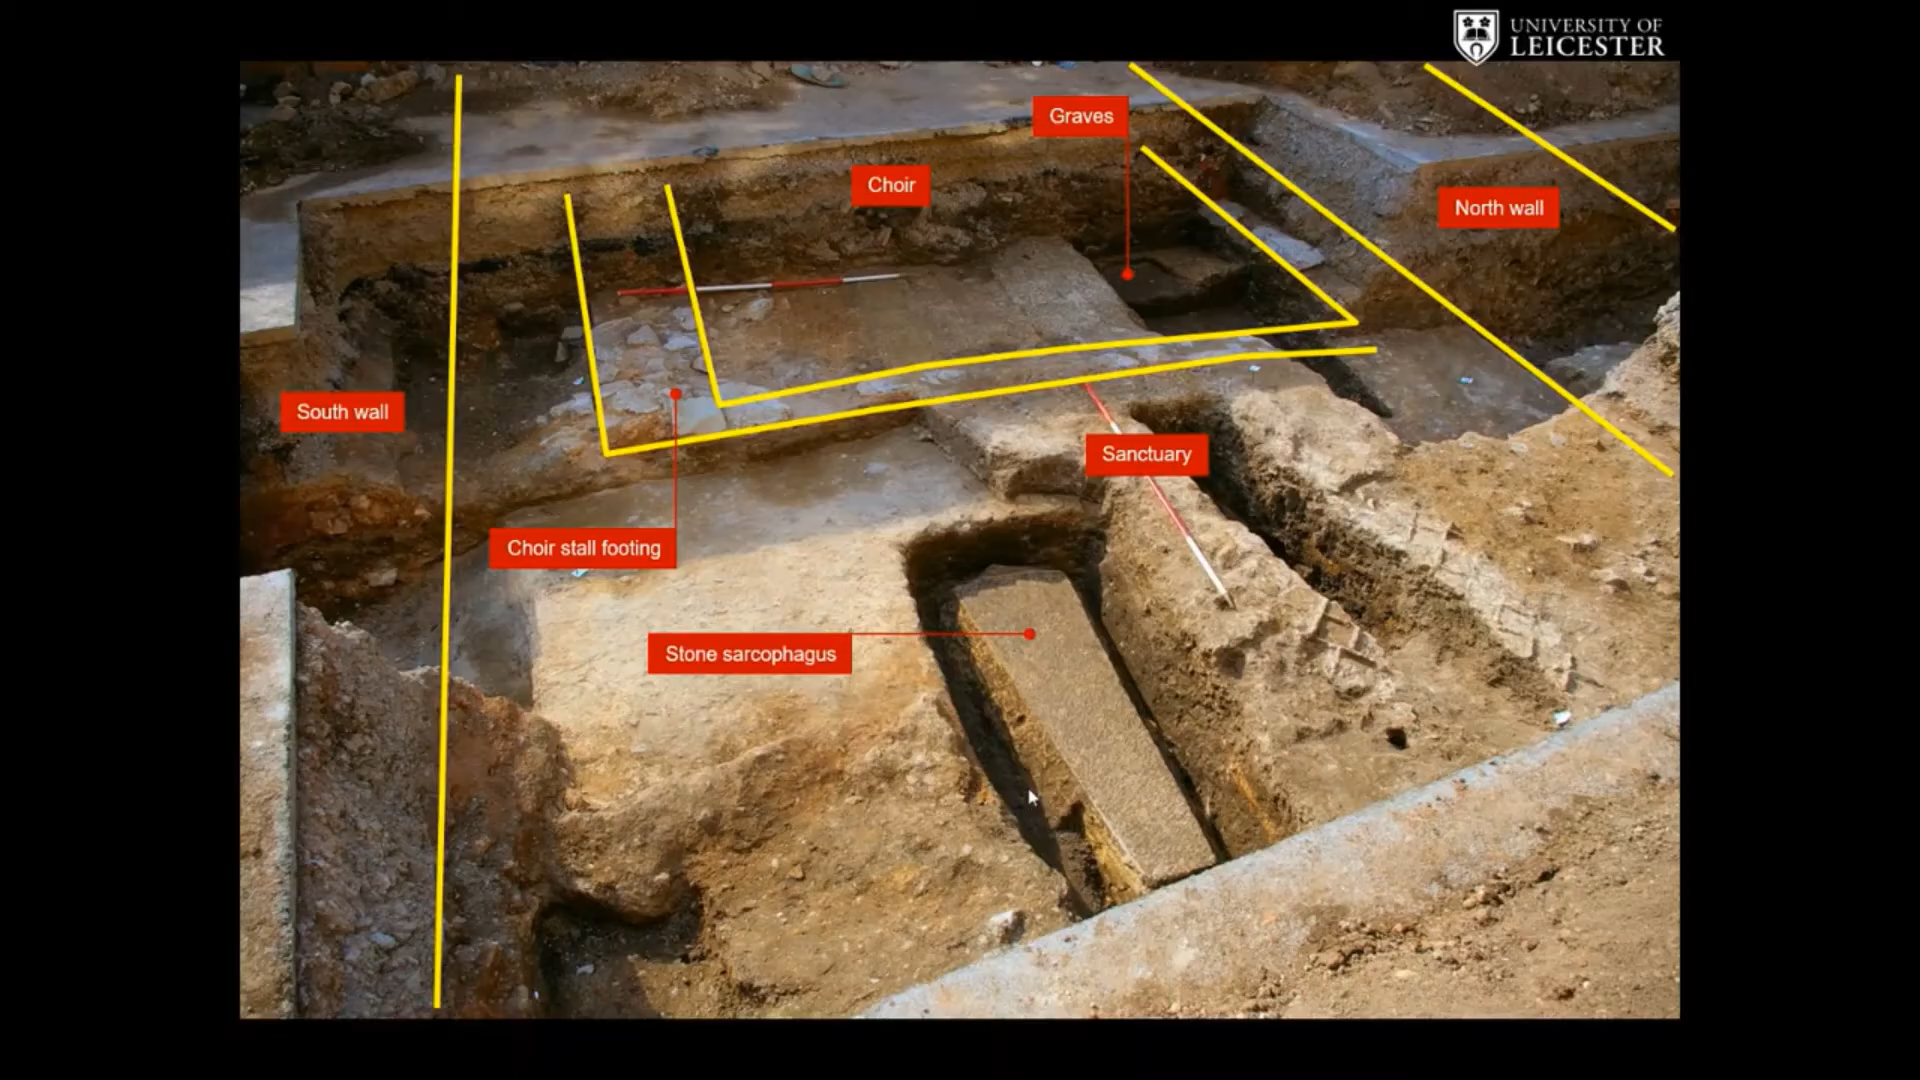 UNIVERSITY OF
LEICESTER
Graves
Choir
North wall
South wall
Sanctuary
Choir stall footing
Stone sarcophagus